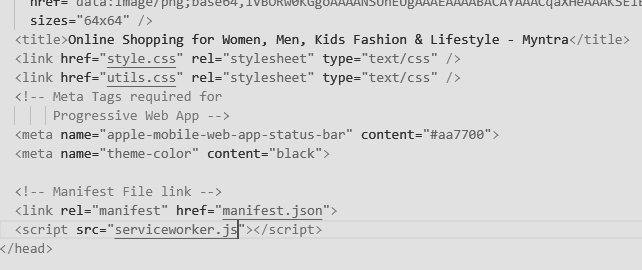 sizes="64x64" />
<title>Online Shopping for Women, Men, Kids Fashion & Lifestyle - Myntra</title>
<link href="style.css" rel="stylesheet" type="text/css" />
<link href="utils.css" rel="stylesheet" type="text/css" />
<!-- Meta Tags required for
Progressive Web App -->
<meta name="apple-mobile-web-app-status-bar" content="#aa7700">
<meta name="theme-color" content="black">
<!-- Manifest File link -->
<link rel="manifest" href="manifest.json">
<script src="serviceworker.js"></script>
</head>